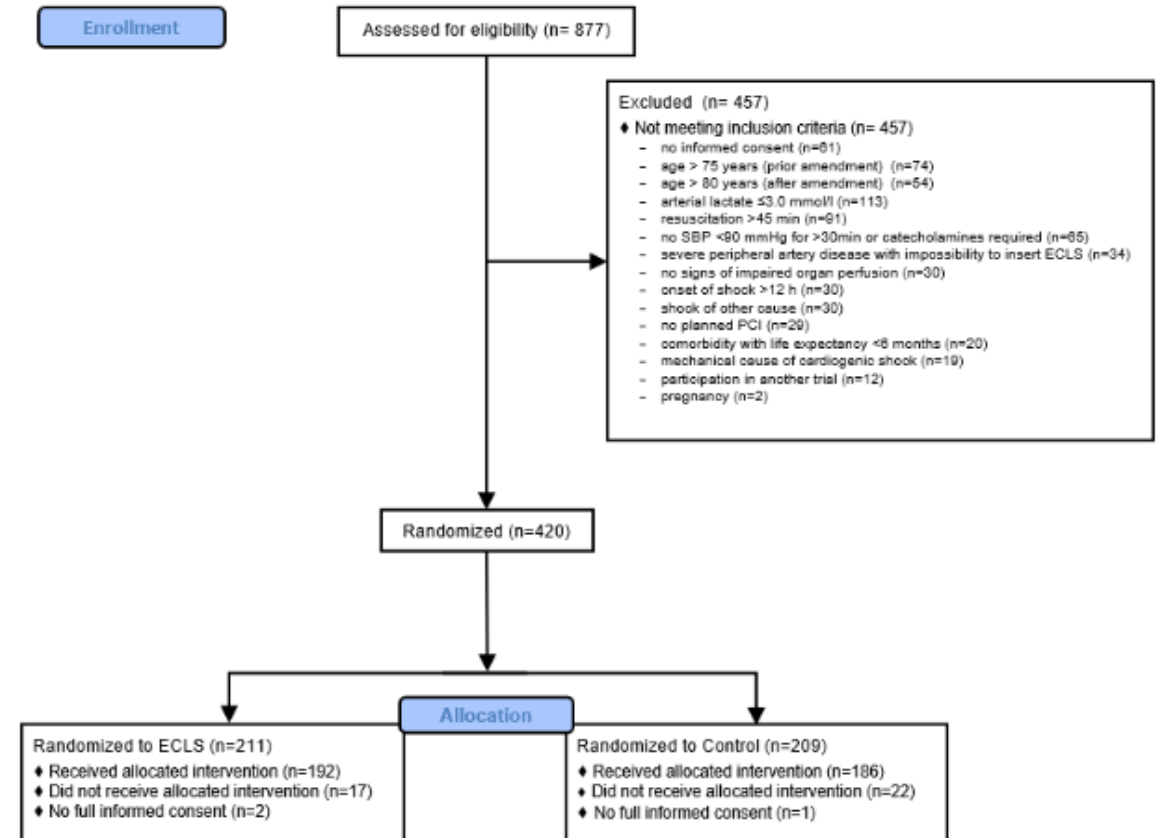 Enrollment
Assessed for eligibility (n= 877)
Excluded (n= 457)
♦ Not meeting inclusion criteria (n= 457)
– no informed consent (n=61)
– age > 75 years (prior amendment) (n=74)
– age > 80 years (after amendment) (n=54)
– arterial lactate ≤3.0 mmol/l (n=113)
– resuscitation >45 min (n=91)
– no SBP <90 mmHg for >30min or catecholamines required (n=65)
– severe peripheral artery disease with impossibility to insert ECLS (n=34)
– no signs of impaired organ perfusion (n=30)
– onset of shock >12 h (n=30)
– shock of other cause (n=30)
– no planned PCI (n=29)
– comorbidity with life expectancy <6 months (n=20)
– mechanical cause of cardiogenic shock (n=19)
– participation in another trial (n=12)
– pregnancy (n=2)
Randomized (n=420)
Allocation
Randomized to ECLS (n=211)
♦ Received allocated intervention (n=192)
♦ Did not receive allocated intervention (n=17)
♦ No full informed consent (n=2)
Randomized to Control (n=209)
♦ Received allocated intervention (n=186)
♦ Did not receive allocated intervention (n=22)
♦ No full informed consent (n=1)